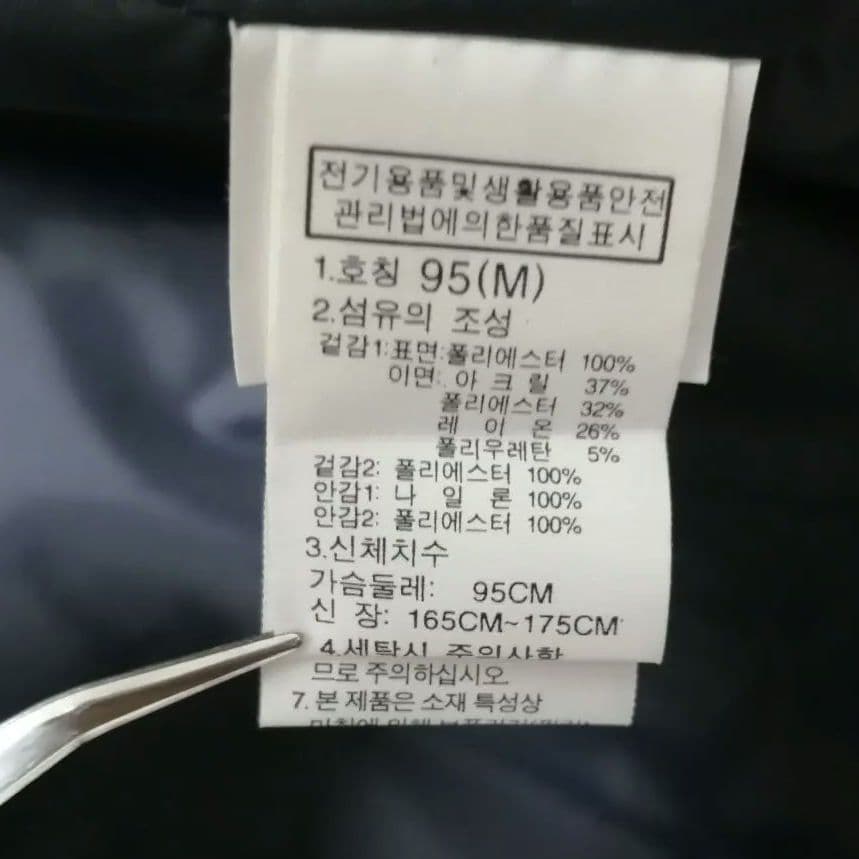 전기용품및생활용품안전
관리법에의한품질표시
1.호칭 95(M)
2.섬유의 조성
겉감1:표면:폴리에스터 100%
이면: 아 크 릴 37%
폴리에스터 32%
레 이 온 26%
폴리우레탄 5%
겉감2: 폴리에스터 100%
안감1: 나 일 론 100%
안감2: 폴리에스터 100%
3.신체치수
가슴둘레: 95CM
신 장: 165CM~175CM
4.세탁시 주의사항
므로 주의하십시오
7. 본 제품은 소재 특성상